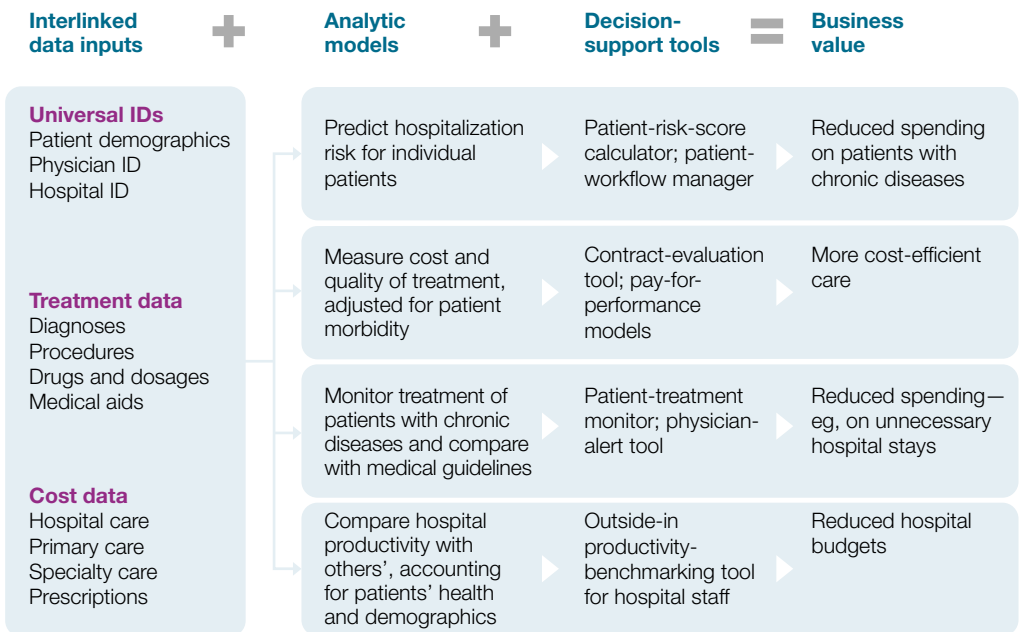 Interlinked
data inputs
+
Analytic
models
+
Decision-
support tools
=
Business
value
Universal IDs
Patient demographics
Physician ID
Hospital ID
Treatment data
Diagnoses
Procedures
Drugs and dosages
Medical aids
Cost data
Hospital care
Primary care
Specialty care
Prescriptions
Predict hospitalization
risk for individual
patients
Patient-risk-score
calculator; patient-
workflow manager
Reduced spending
on patients with
chronic diseases
Measure cost and
quality of treatment,
adjusted for patient
morbidity
Contract-evaluation
tool; pay-for-
performance
models
More cost-efficient
care
Monitor treatment of
patients with chronic
diseases and compare
with medical guidelines
Patient-treatment
monitor; physician-
alert tool
Reduced spending—
eg, on unnecessary
hospital stays
Compare hospital
productivity with
others’, accounting
for patients’ health
and demographics
Outside-in
productivity-
benchmarking tool
for hospital staff
Reduced hospital
budgets